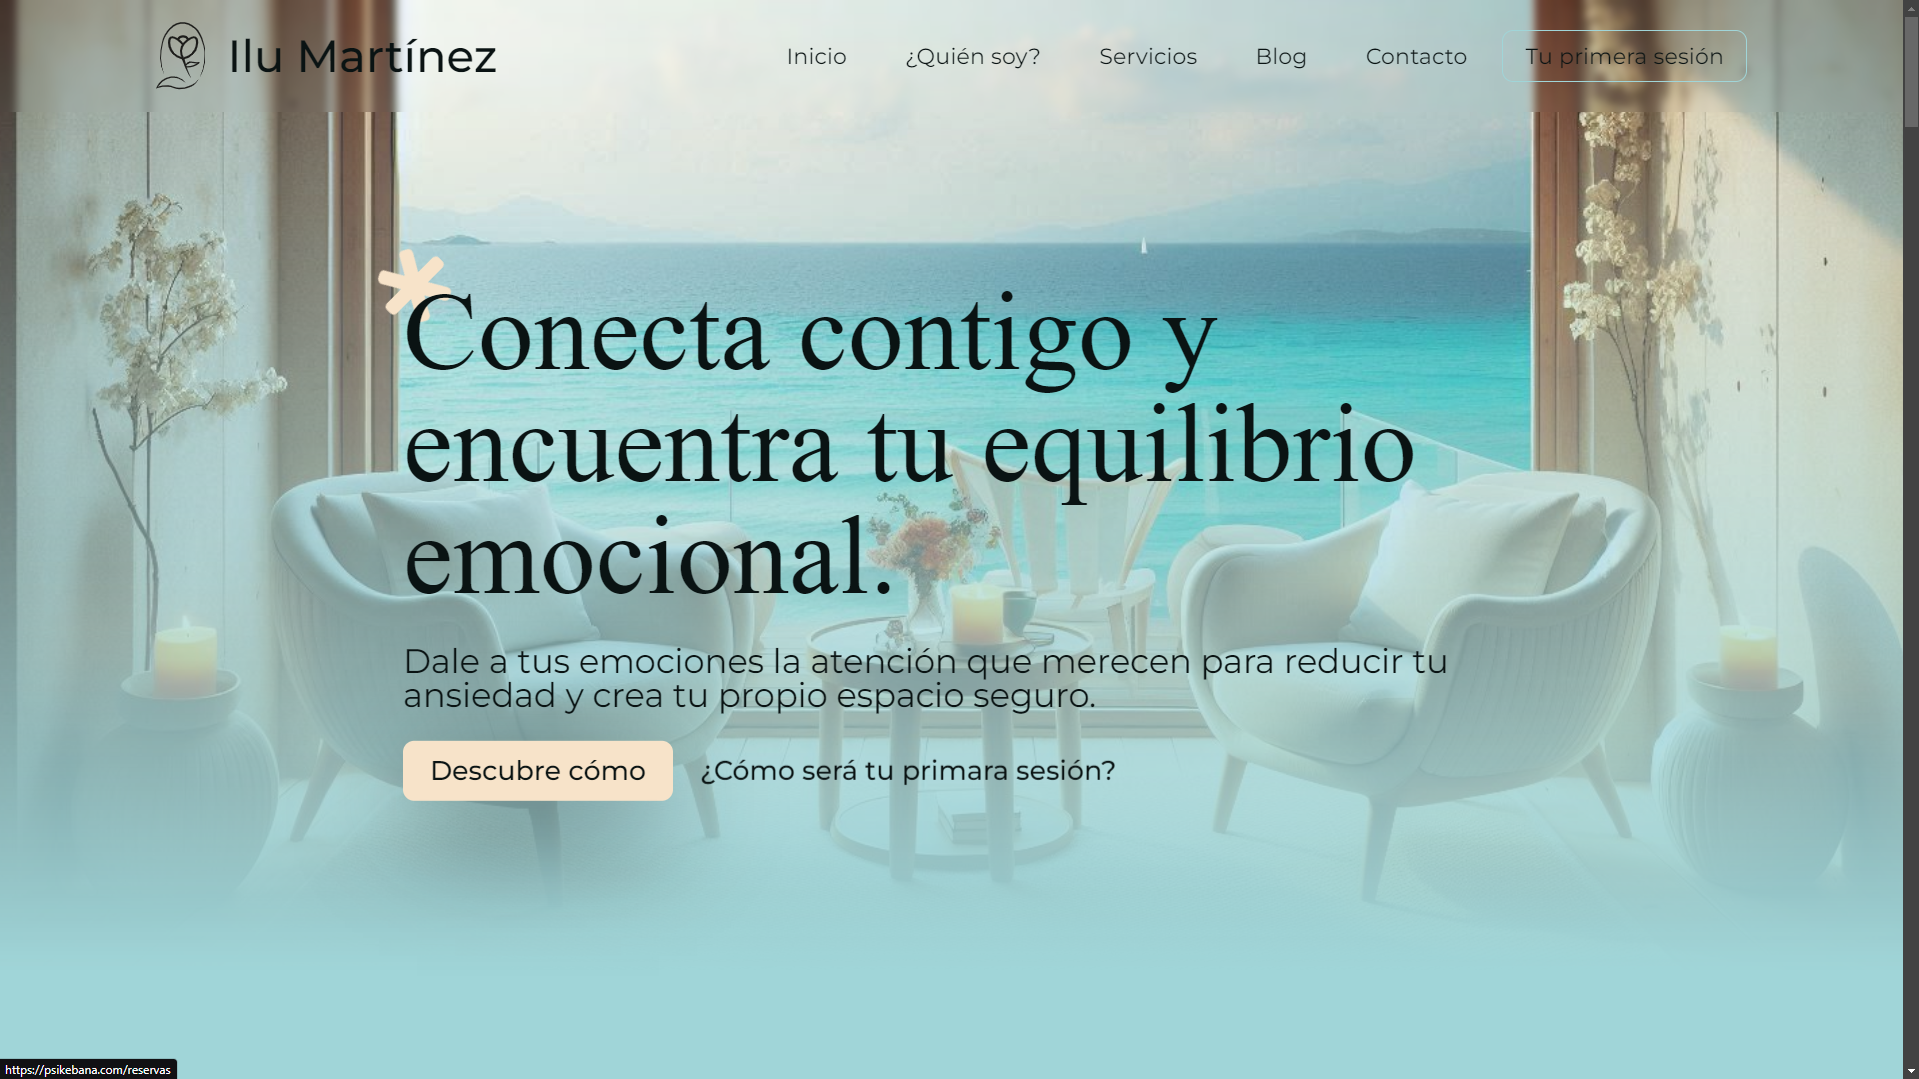 Ilu Martínez
Inicio
¿Quién soy?
Servicios
Blog
Contacto
Tu primera sesión
Conecta contigo y
encuentra tu equilibrio
emocional.
Dale a tus emociones la atención que merecen para reducir tu
ansiedad y crea tu propio espacio seguro.
Descubre cómo
¿Cómo será tu primara sesión?
https://psikebana.com/reservas